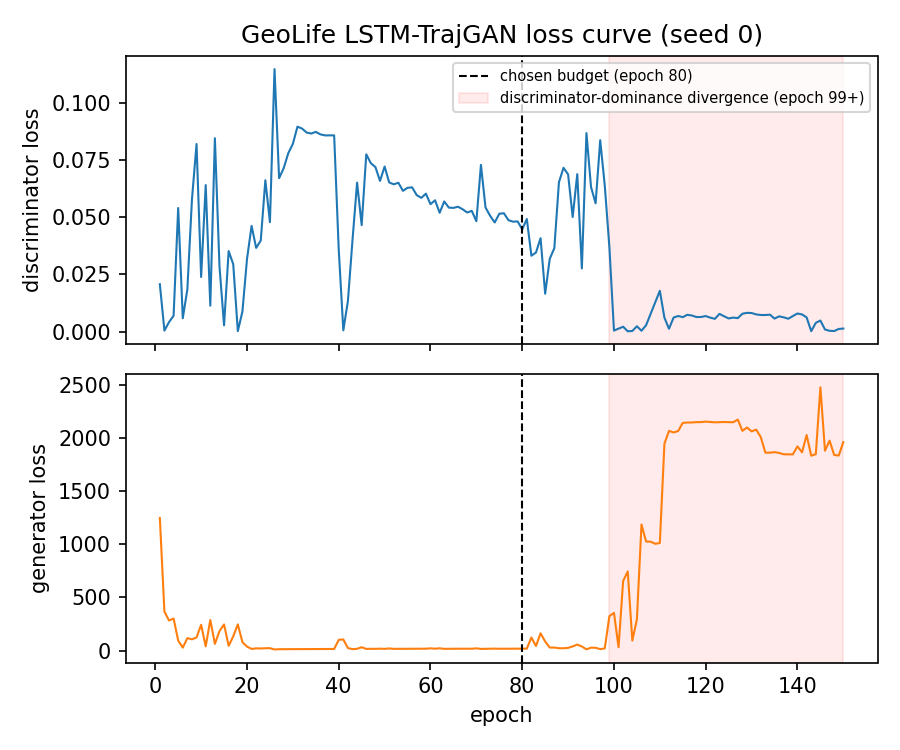 GeoLife LSTM-TrajGAN loss curve (seed 0)
chosen budget (epoch 80)
discriminator-dominance divergence (epoch 99+)
discriminator loss
0.100
0.075
0.050
0.025
0.000
generator loss
2500
2000
1500
1000
500
0
0 20 40 60 80 100 120 140
epoch